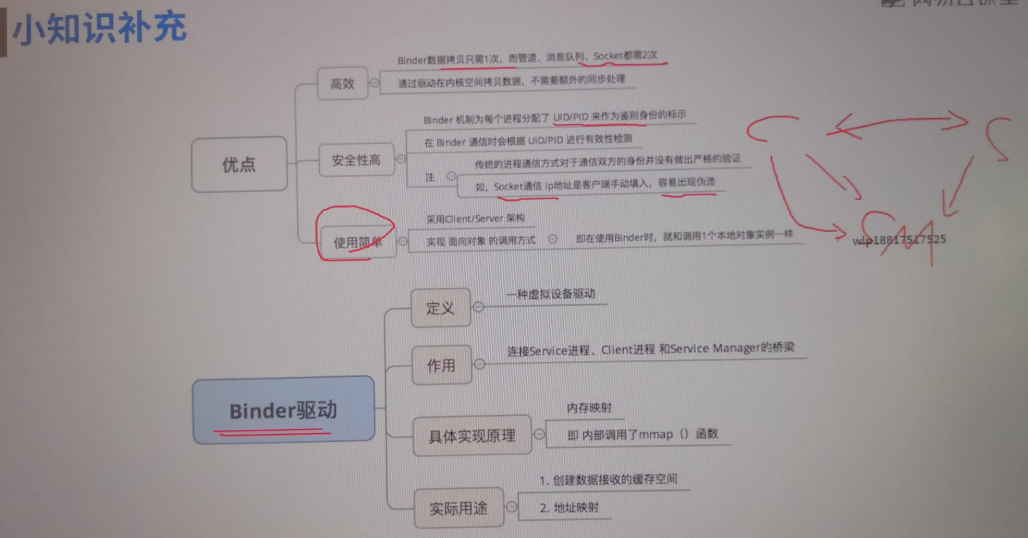 小知识补充
Binder数据拷贝只需1次，而管道、消息队列、Socket都需2次
高效
通过驱动在内核空间拷贝数据，不需要额外的同步处理
Binder 机制为每个进程分配了 UID/PID 来作为鉴别身份的标示
在 Binder 通信时会根据 UID/PID 进行有效性检测
优点
安全性高
传统的进程通信方式对于通信双方的身份并没有做出严格的验证
注
如，Socket通信 ip地址是客户端手动填入，容易出现伪造
采用Client/Server 架构
使用简单
实现 面向对象 的调用方式
即在使用Binder时，就和调用1个本地对象实例一样
C
S
SM
wlp18817517525
一种虚拟设备驱动
定义
连接Service进程、Client进程 和Service Manager的桥梁
作用
Binder驱动
内存映射
具体实现原理
即 内部调用了mmap（）函数
1. 创建数据接收的缓存空间
实际用途
2. 地址映射